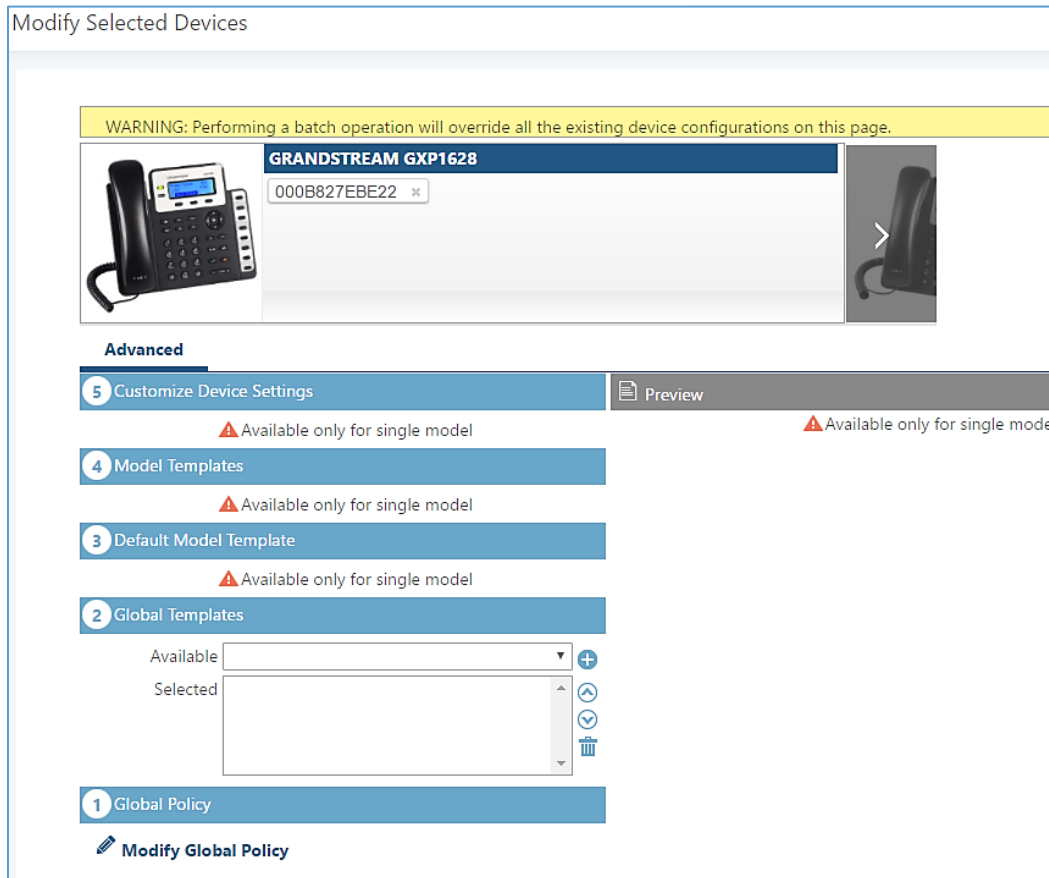 Modify Selected Devices
WARNING: Performing a batch operation will override all the existing device configurations on this page.
GRANDSTREAM GXP1628
000B827EBE22 ×
Advanced
5 Customize Device Settings
Available only for single model
4 Model Templates
Available only for single model
3 Default Model Template
Available only for single model
2 Global Templates
Available
Selected
1 Global Policy
Modify Global Policy
Preview
Available only for single mode